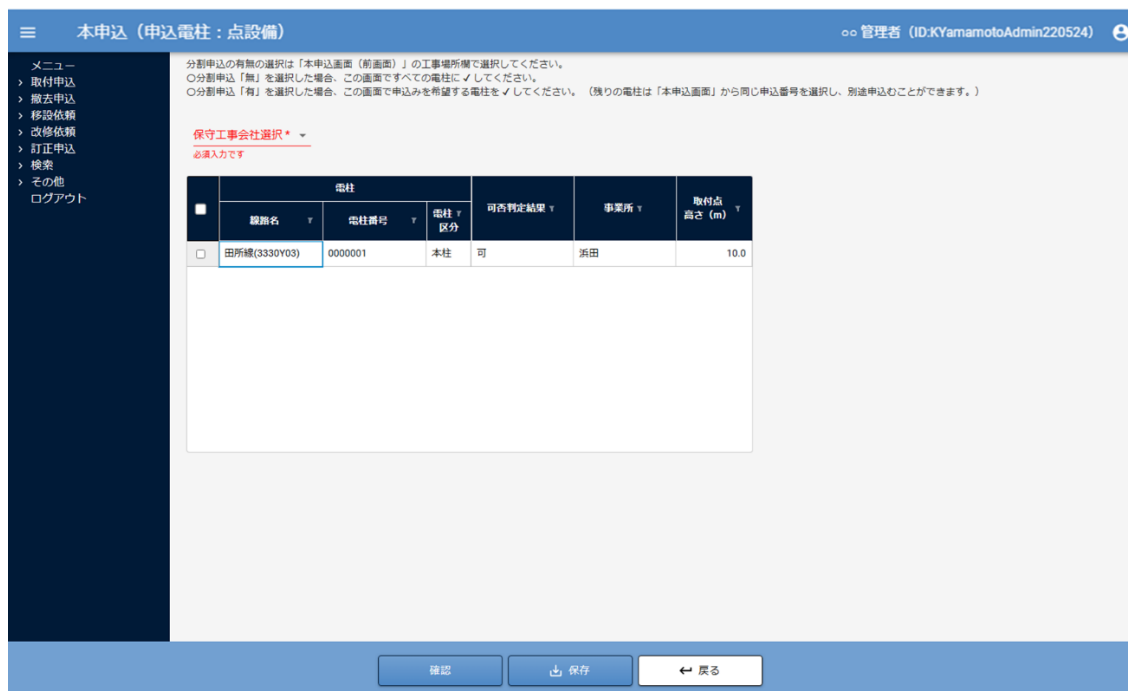 本申込（申込電柱：点設備）
○○ 管理者（ID:KYamamotoAdmin220524）
メニュー
› 取付申込
› 撤去申込
› 移設依頼
› 改修依頼
› 訂正申込
› 検索
› その他
ログアウト
分割申込の有無の選択は「本申込画面（前画面）」の工事場所欄で選択してください。
○分割申込「無」を選択した場合、この画面ですべての電柱に✓してください。
○分割申込「有」を選択した場合、この画面で申込みを希望する電柱を✓してください。（残りの電柱は「本申込画面」から同じ申込番号を選択し、別途申込むことができます。）
保守工事会社選択 *
必須入力です
電柱
線路名
電柱番号
電柱
区分
可否判定結果
事業所
取付点
高さ（m）
田所線(3330Y03) 0000001 本柱 可 浜田 10.0
確認
保存
戻る